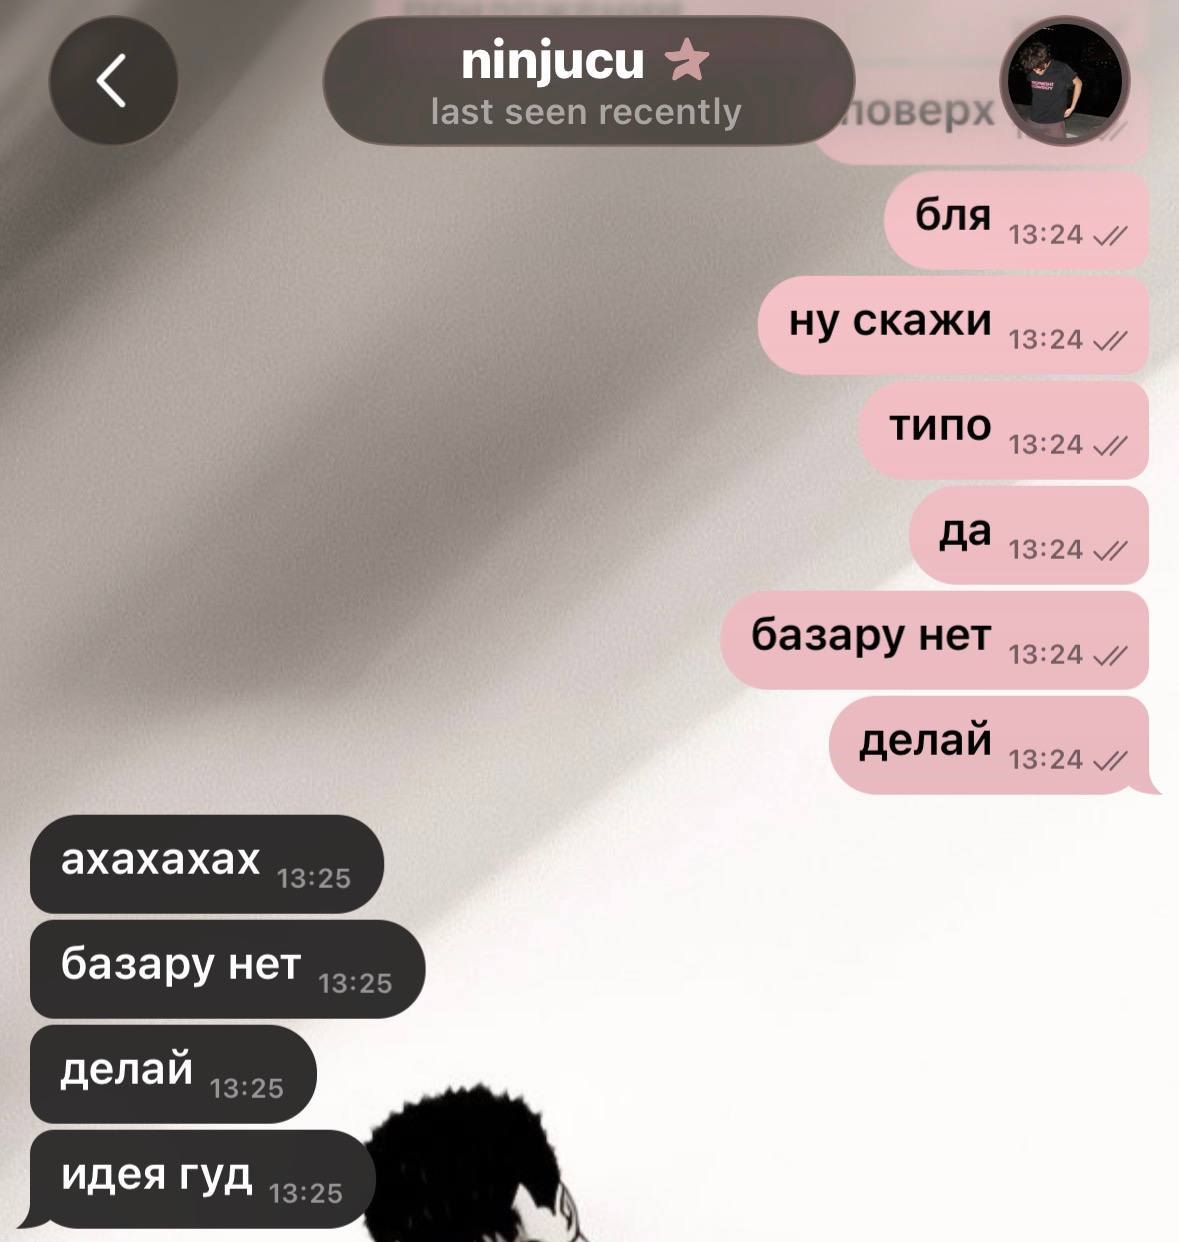 ninjucu
last seen recently
поверх
бля 13:24
ну скажи 13:24
типо 13:24
да 13:24
базару нет 13:24
делай 13:24
ахахахах 13:25
базару нет 13:25
делай 13:25
идея гуд 13:25